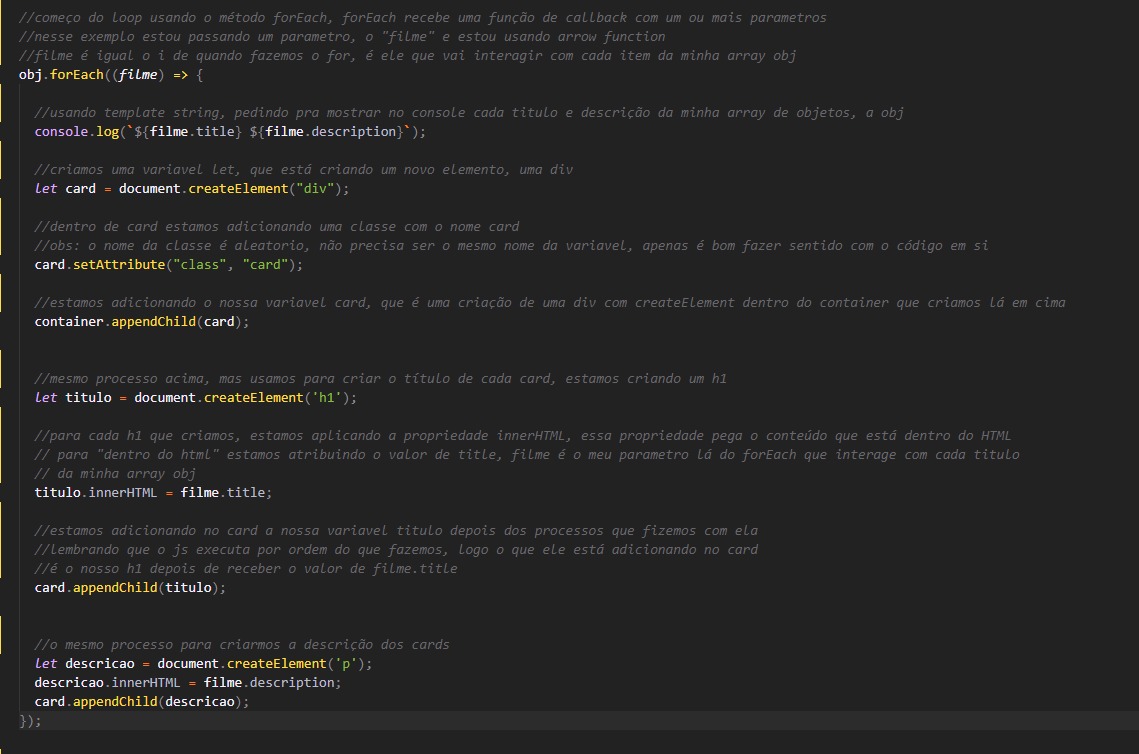 //começo do loop usando o método forEach, forEach recebe uma função de callback com um ou mais parametros
//nesse exemplo estou passando um parametro, o "filme" e estou usando arrow function
//filme é igual o i de quando fazemos o for, é ele que vai interagir com cada item da minha array obj
obj.forEach((filme) => {
//usando template string, pedindo pra mostrar no console cada titulo e descrição da minha array de objetos, a obj
console.log(`${filme.title} ${filme.description}`);
//criamos uma variavel let, que está criando um novo elemento, uma div
let card = document.createElement("div");
//dentro de card estamos adicionando uma classe com o nome card
//obs: o nome da classe é aleatorio, não precisa ser o mesmo nome da variavel, apenas é bom fazer sentido com o código em si
card.setAttribute("class", "card");
//estamos adicionando o nossa variavel card, que é uma criação de uma div com createElement dentro do container que criamos lá em cima
container.appendChild(card);
//mesmo processo acima, mas usamos para criar o título de cada card, estamos criando um h1
let titulo = document.createElement('h1');
//para cada h1 que criamos, estamos aplicando a propriedade innerHTML, essa propriedade pega o conteúdo que está dentro do HTML
// para "dentro do html" estamos atribuindo o valor de title, filme é o meu parametro lá do forEach que interage com cada titulo
// da minha array obj
titulo.innerHTML = filme.title;
//estamos adicionando no card a nossa variavel titulo depois dos processos que fizemos com ela
//lembrando que o js executa por ordem do que fazemos, logo o que ele está adicionando no card
//é o nosso h1 depois de receber o valor de filme.title
card.appendChild(titulo);
//o mesmo processo para criarmos a descrição dos cards
let descricao = document.createElement('p');
descricao.innerHTML = filme.description;
card.appendChild(descricao);
});